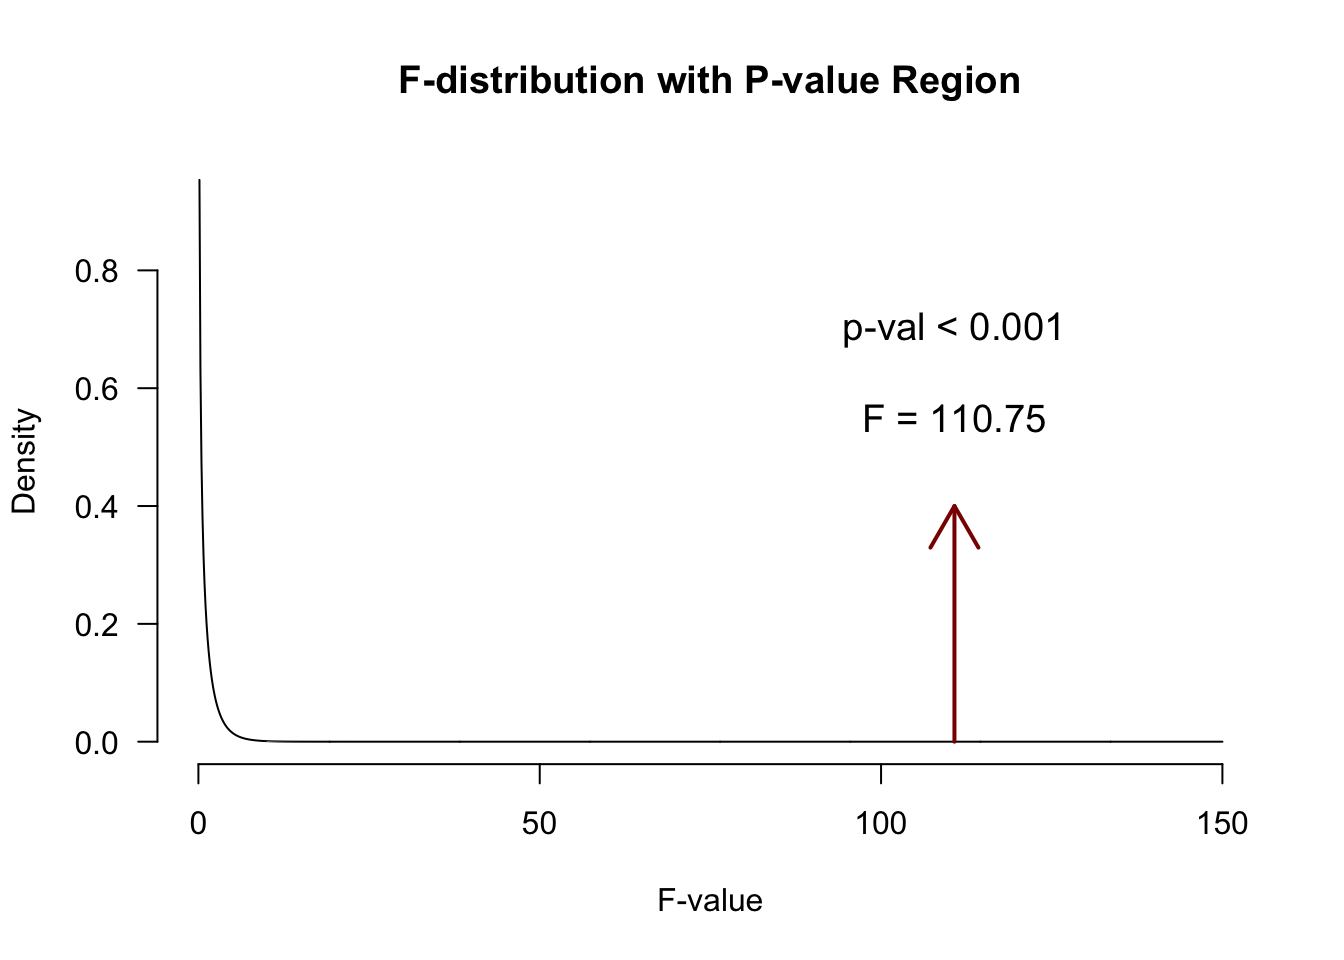 F-distribution with P-value Region
0.8
0.6
0.4
0.2
0.0
Density
p-val < 0.001
F = 110.75
0
50
100
150
F-value